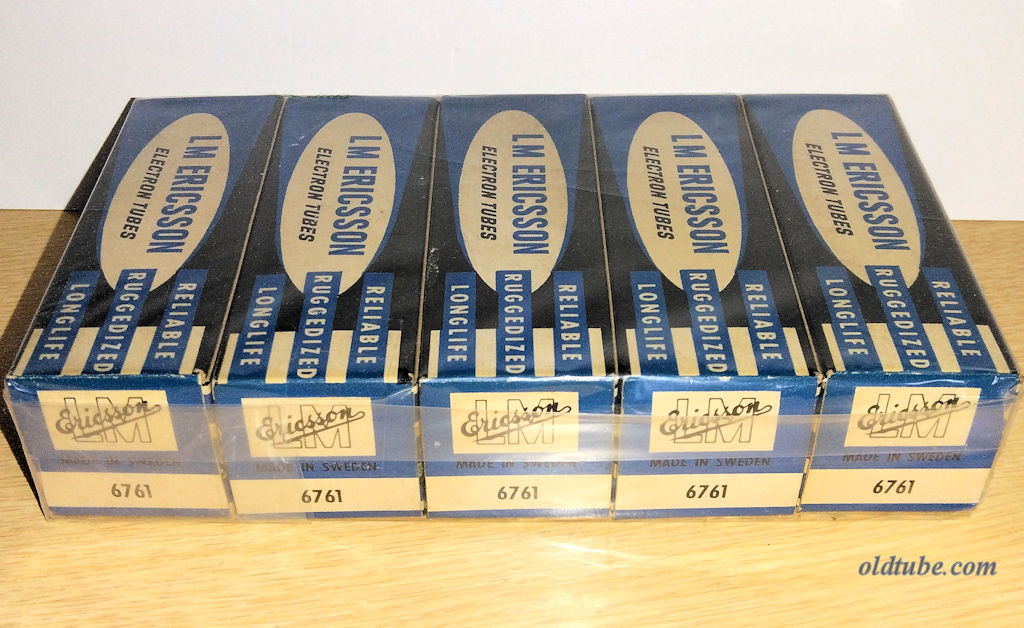 LM ERICSSON
ELECTRON TUBES
LONGLIFE
RUGGEDIZED
RELIABLE
LM ERICSSON
ELECTRON TUBES
LONGLIFE
RUGGEDIZED
RELIABLE
LM ERICSSON
ELECTRON TUBES
LONGLIFE
RUGGEDIZED
RELIABLE
LM ERICSSON
ELECTRON TUBES
LONGLIFE
RUGGEDIZED
RELIABLE
LM ERICSSON
ELECTRON TUBES
LONGLIFE
RUGGEDIZED
RELIABLE
LM Ericsson
MADE IN SWEDEN
6761
LM Ericsson
MADE IN SWEDEN
6761
LM Ericsson
MADE IN SWEDEN
6761
LM Ericsson
MADE IN SWEDEN
6761
LM Ericsson
MADE IN SWEDEN
6761
oldtube.com